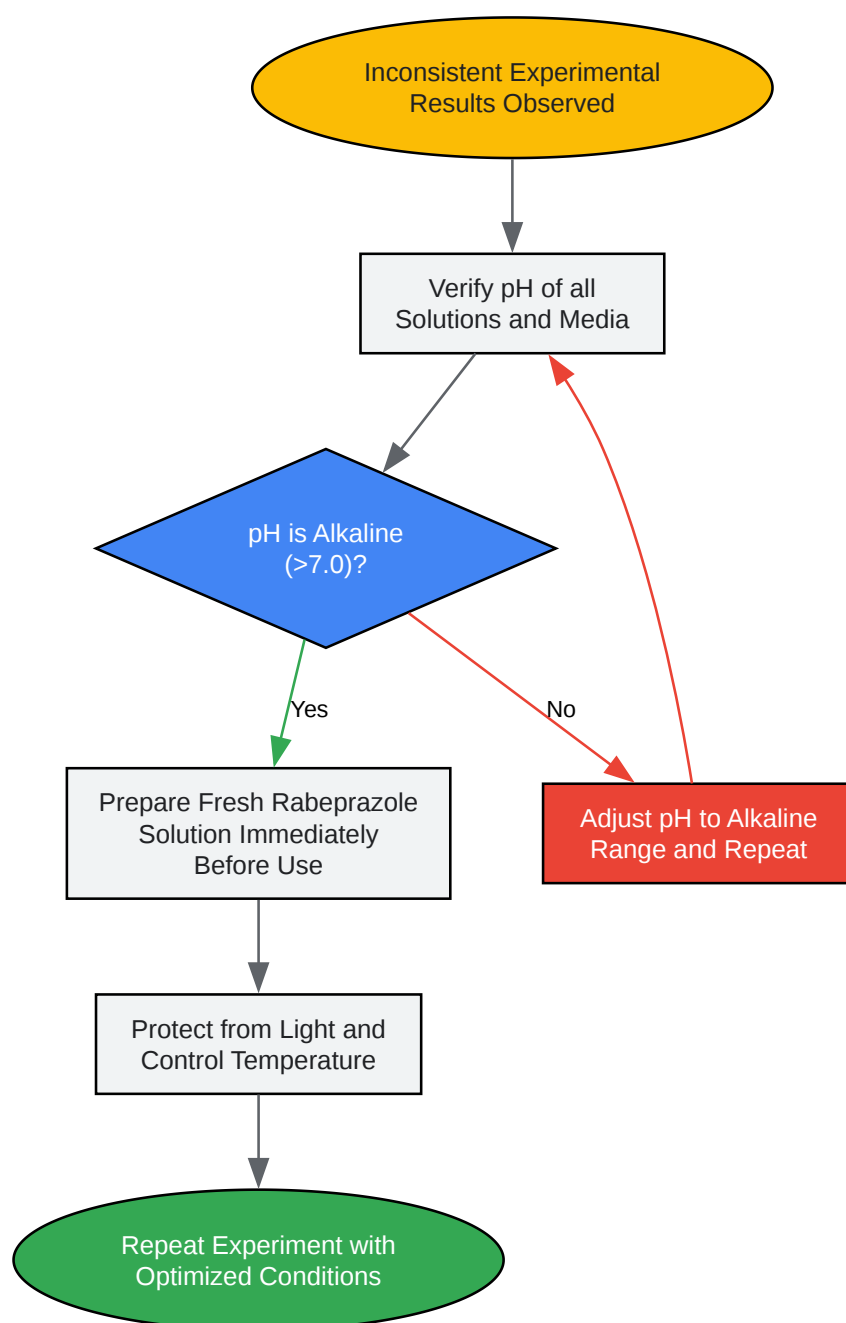 Inconsistent Experimental
Results Observed
Verify pH of all
Solutions and Media
pH is Alkaline
(>7.0)?
Yes
No
Prepare Fresh Rabeprazole
Solution Immediately
Before Use
Adjust pH to Alkaline
Range and Repeat
Protect from Light and
Control Temperature
Repeat Experiment with
Optimized Conditions